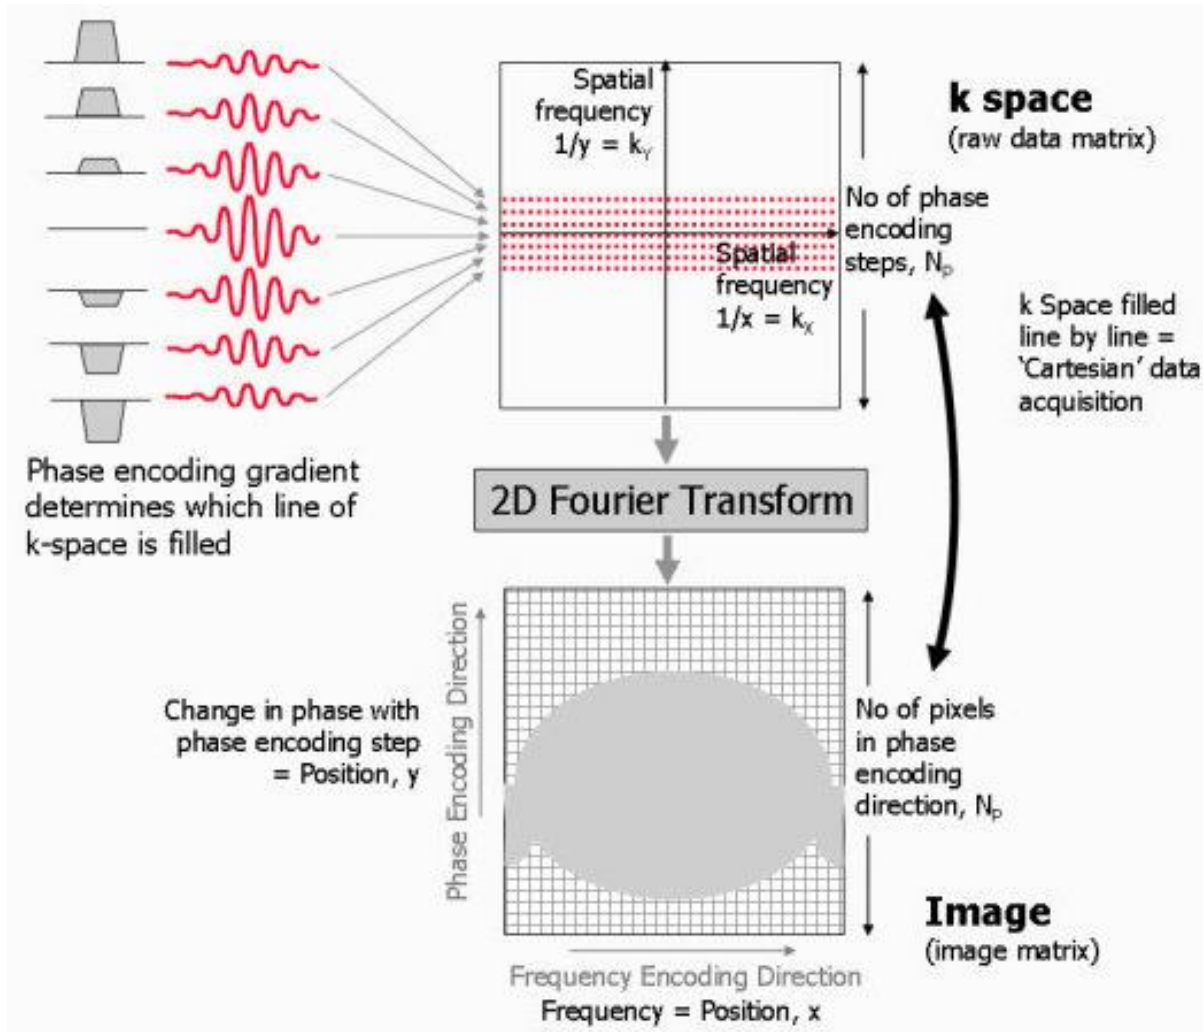 Spatial
frequency
1/y = kY
k space
(raw data matrix)
No of phase
encoding
steps, Np
Spatial
frequency
1/x = kX
k Space filled
line by line =
‘Cartesian’ data
acquisition
Phase encoding gradient
determines which line of
k-space is filled
2D Fourier Transform
Phase Encoding Direction
Change in phase with
phase encoding step
= Position, y
No of pixels
in phase
encoding
direction, Np
Image
(image matrix)
Frequency Encoding Direction
Frequency = Position, x